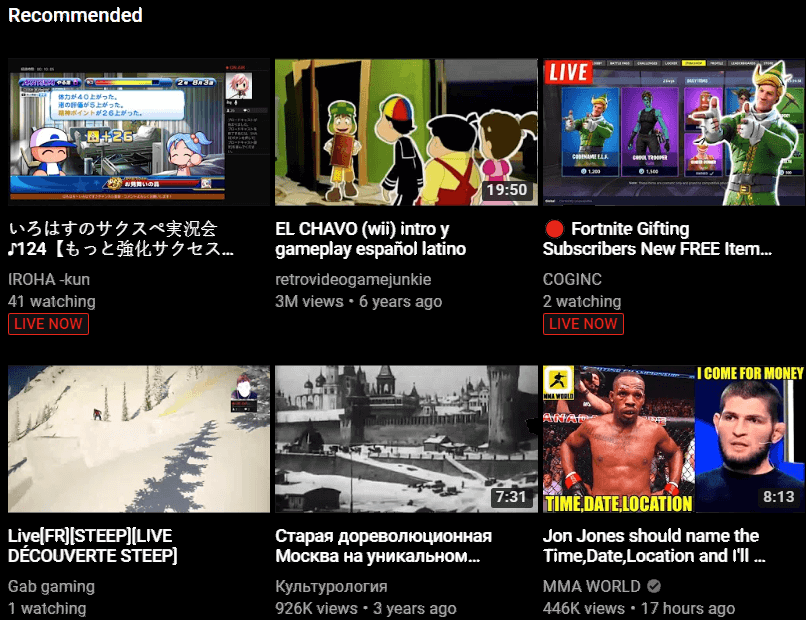 Recommended
体力が40上がった。
道の評価が5上がった。
精神ポイントが26上がった。
+26
お見舞いの品
19:50
LIVE
CODENAME E.L.F.
GHOUL TROOPER
1,200
1,500
いろはすのサクスペ実況会
♪124【もっと強化サクセス...
IROHA -kun
41 watching
LIVE NOW
EL CHAVO (wii) intro y
gameplay español latino
retrovideogamejunkie
3M views • 6 years ago
🔴 Fortnite Gifting
Subscribers New FREE Item...
COGINC
2 watching
LIVE NOW
7:31
MMA WORLD
I COME FOR MONEY
TIME,DATE,LOCATION
8:13
Live[FR][STEEP][LIVE
DÉCOUVERTE STEEP]
Gab gaming
1 watching
Старая дореволюционная
Москва на уникальном...
Культурология
926K views • 3 years ago
Jon Jones should name the
Time,Date,Location and I'll ...
MMA WORLD
446K views • 17 hours ago